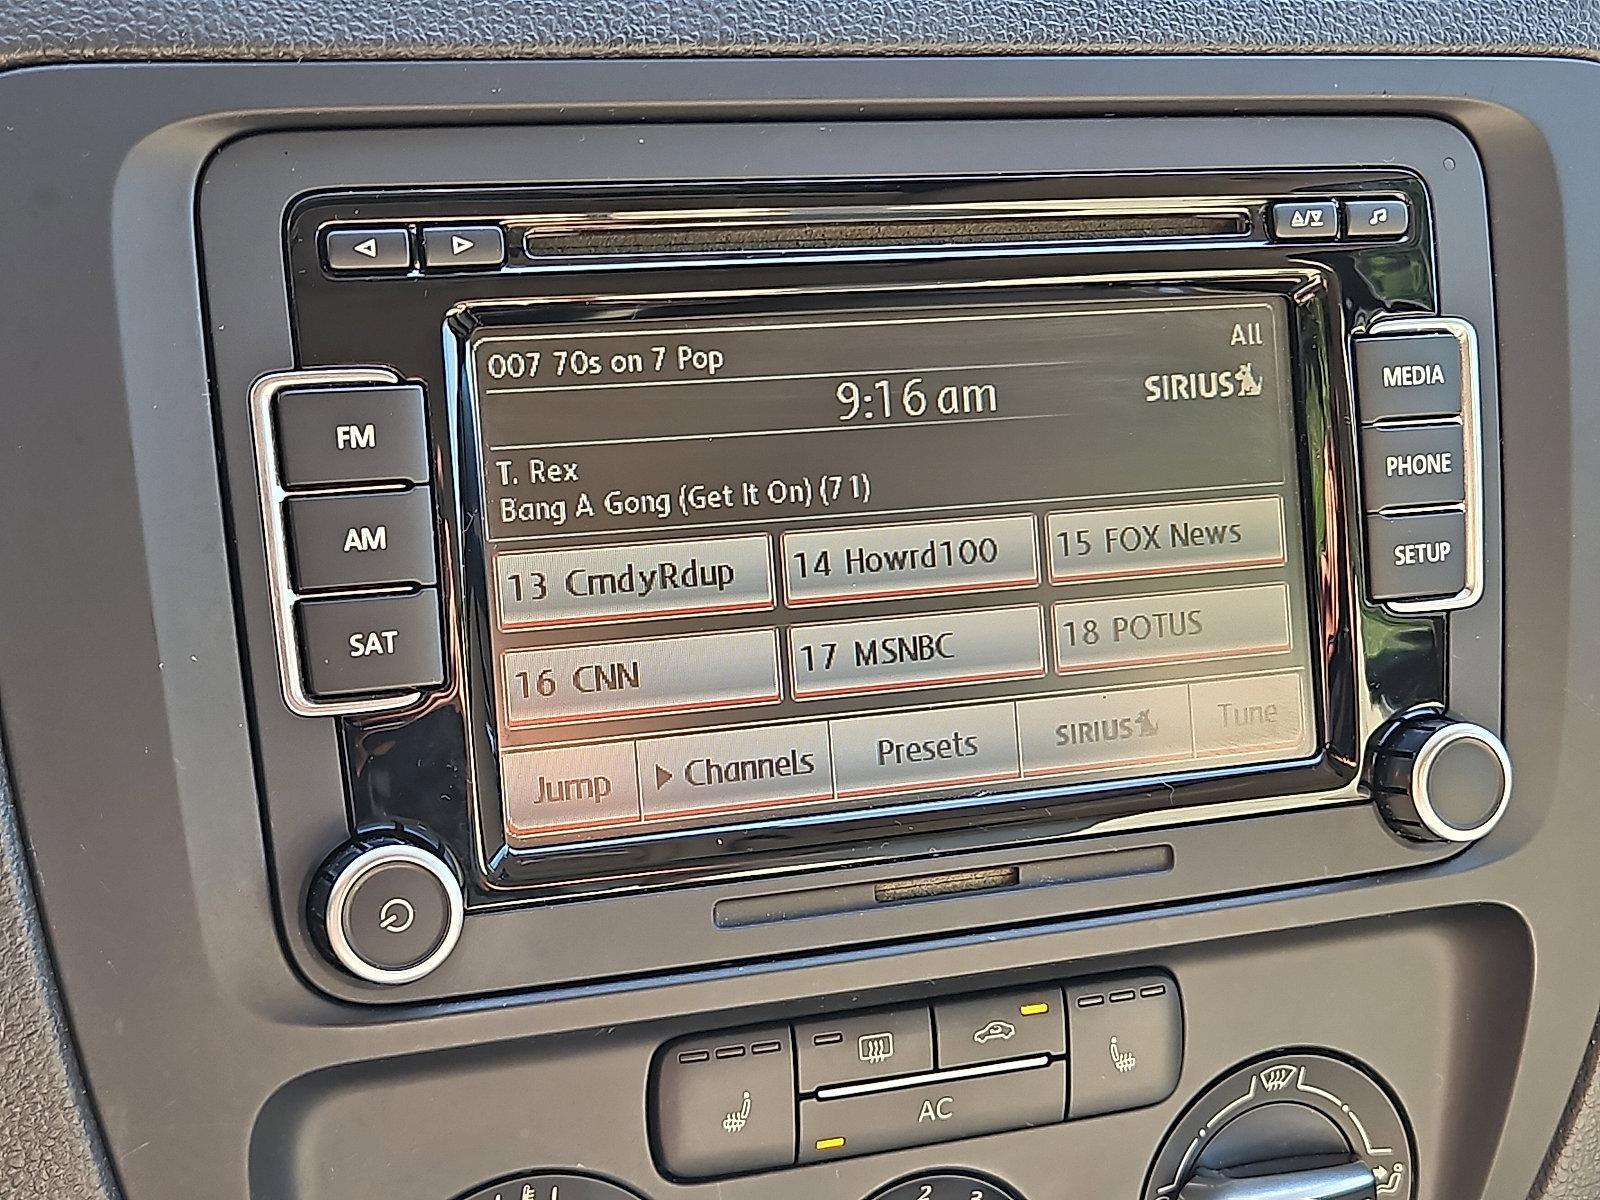 All
007 70s on 7 Pop
9:16 am
SIRIUS
T. Rex
Bang A Gong (Get It On) (71)
13 CmdyRdup
14 Howrd100
15 FOX News
16 CNN
17 MSNBC
18 POTUS
Jump
Channels
Presets
SIRIUS
Tune
FM
AM
SAT
MEDIA
PHONE
SETUP
AC
2
3